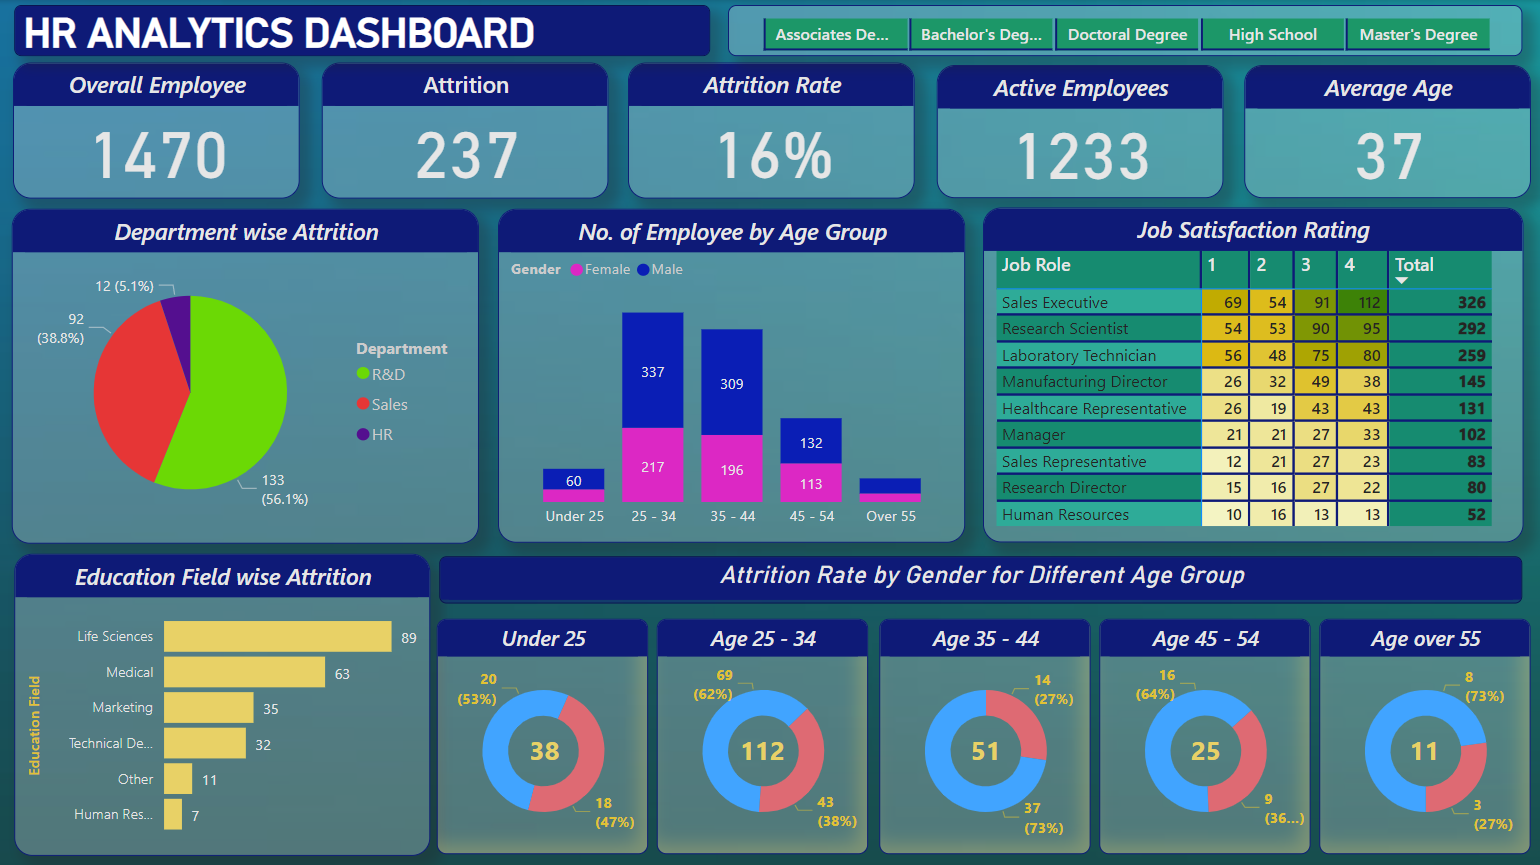 HR ANALYTICS DASHBOARD
Associates De...
Bachelor's Deg...
Doctoral Degree
High School
Master's Degree
Overall Employee
1470
Attrition
237
Attrition Rate
16%
Active Employees
1233
Average Age
37
Department wise Attrition
12 (5.1%)
92
(38.8%)
133
(56.1%)
Department
R&D
Sales
HR
No. of Employee by Age Group
Gender Female Male
60
337
217
309
196
132
113
Under 25 25 - 34 35 - 44 45 - 54 Over 55
Job Satisfaction Rating
Job Role 1 2 3 4 Total
Sales Executive 69 54 91 112 326
Research Scientist 54 53 90 95 292
Laboratory Technician 56 48 75 80 259
Manufacturing Director 26 32 49 38 145
Healthcare Representative 26 19 43 43 131
Manager 21 21 27 33 102
Sales Representative 12 21 27 23 83
Research Director 15 16 27 22 80
Human Resources 10 16 13 13 52
Education Field wise Attrition
Education Field
Life Sciences 89
Medical 63
Marketing 35
Technical De... 32
Other 11
Human Res... 7
Attrition Rate by Gender for Different Age Group
Under 25
20
(53%)
38
18
(47%)
Age 25 - 34
69
(62%)
112
43
(38%)
Age 35 - 44
14
(27%)
51
37
(73%)
Age 45 - 54
16
(64%)
25
9
(36...)
Age over 55
8
(73%)
11
3
(27%)